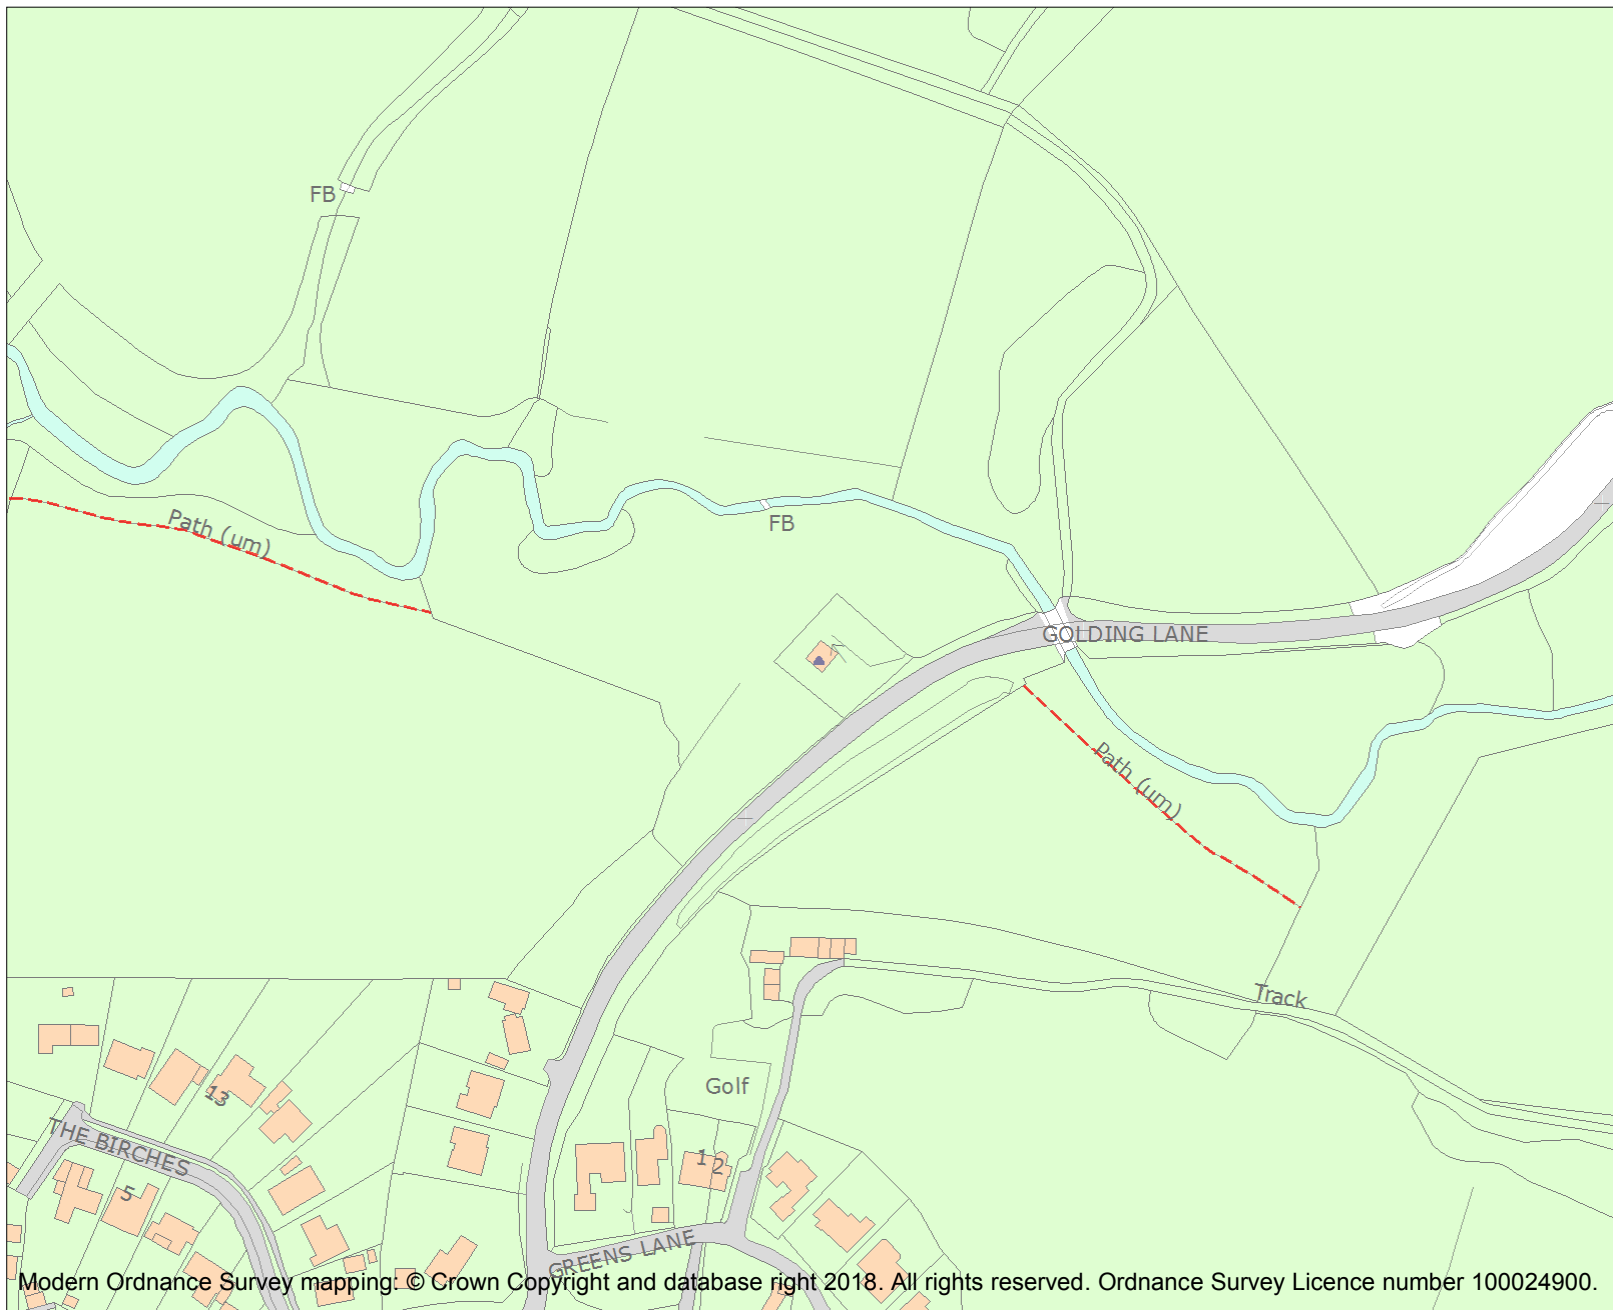 FB
Path (um)
FB
GOLDING LANE
Path (um)
Track
Golf
13
THE BIRCHES
5
1
2
GREENS LANE
Modern Ordnance Survey mapping: © Crown Copyright and database right 2018. All rights reserved. Ordnance Survey Licence number 100024900.